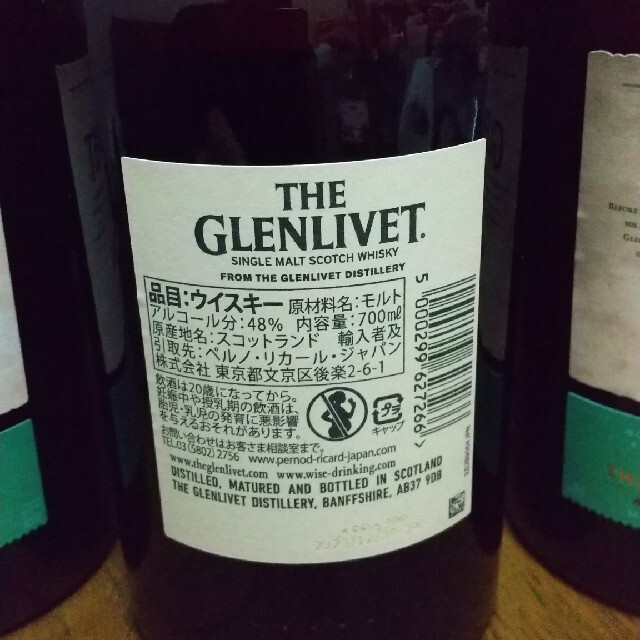 THE
GLENLIVET.
SINGLE MALT SCOTCH WHISKY
FROM THE GLENLIVET DISTILLERY
品目:ウイスキー 原材料名:モルト
アルコール分:48% 内容量:700mℓ
原産地名:スコットランド 輸入者及
引取先:ペルノ・リカール・ジャパン
株式会社 東京都文京区後楽2-6-1
飲酒は20歳になってから。
妊娠中や授乳期の飲酒は、
胎児・乳児の発育に悪影響
を与えるおそれがあります。
お問い合わせはお客さま相談室まで。
TEL03(5802)2756 www.pernod-ricard-japan.com
www.theglenlivet.com www.wise-drinking.com
DISTILLED, MATURED AND BOTTLED IN SCOTLAND
THE GLENLIVET DISTILLERY, BANFFSHIRE, AB37 9DB
プラ
キャップ
5 000299 627246 >
BEFORE